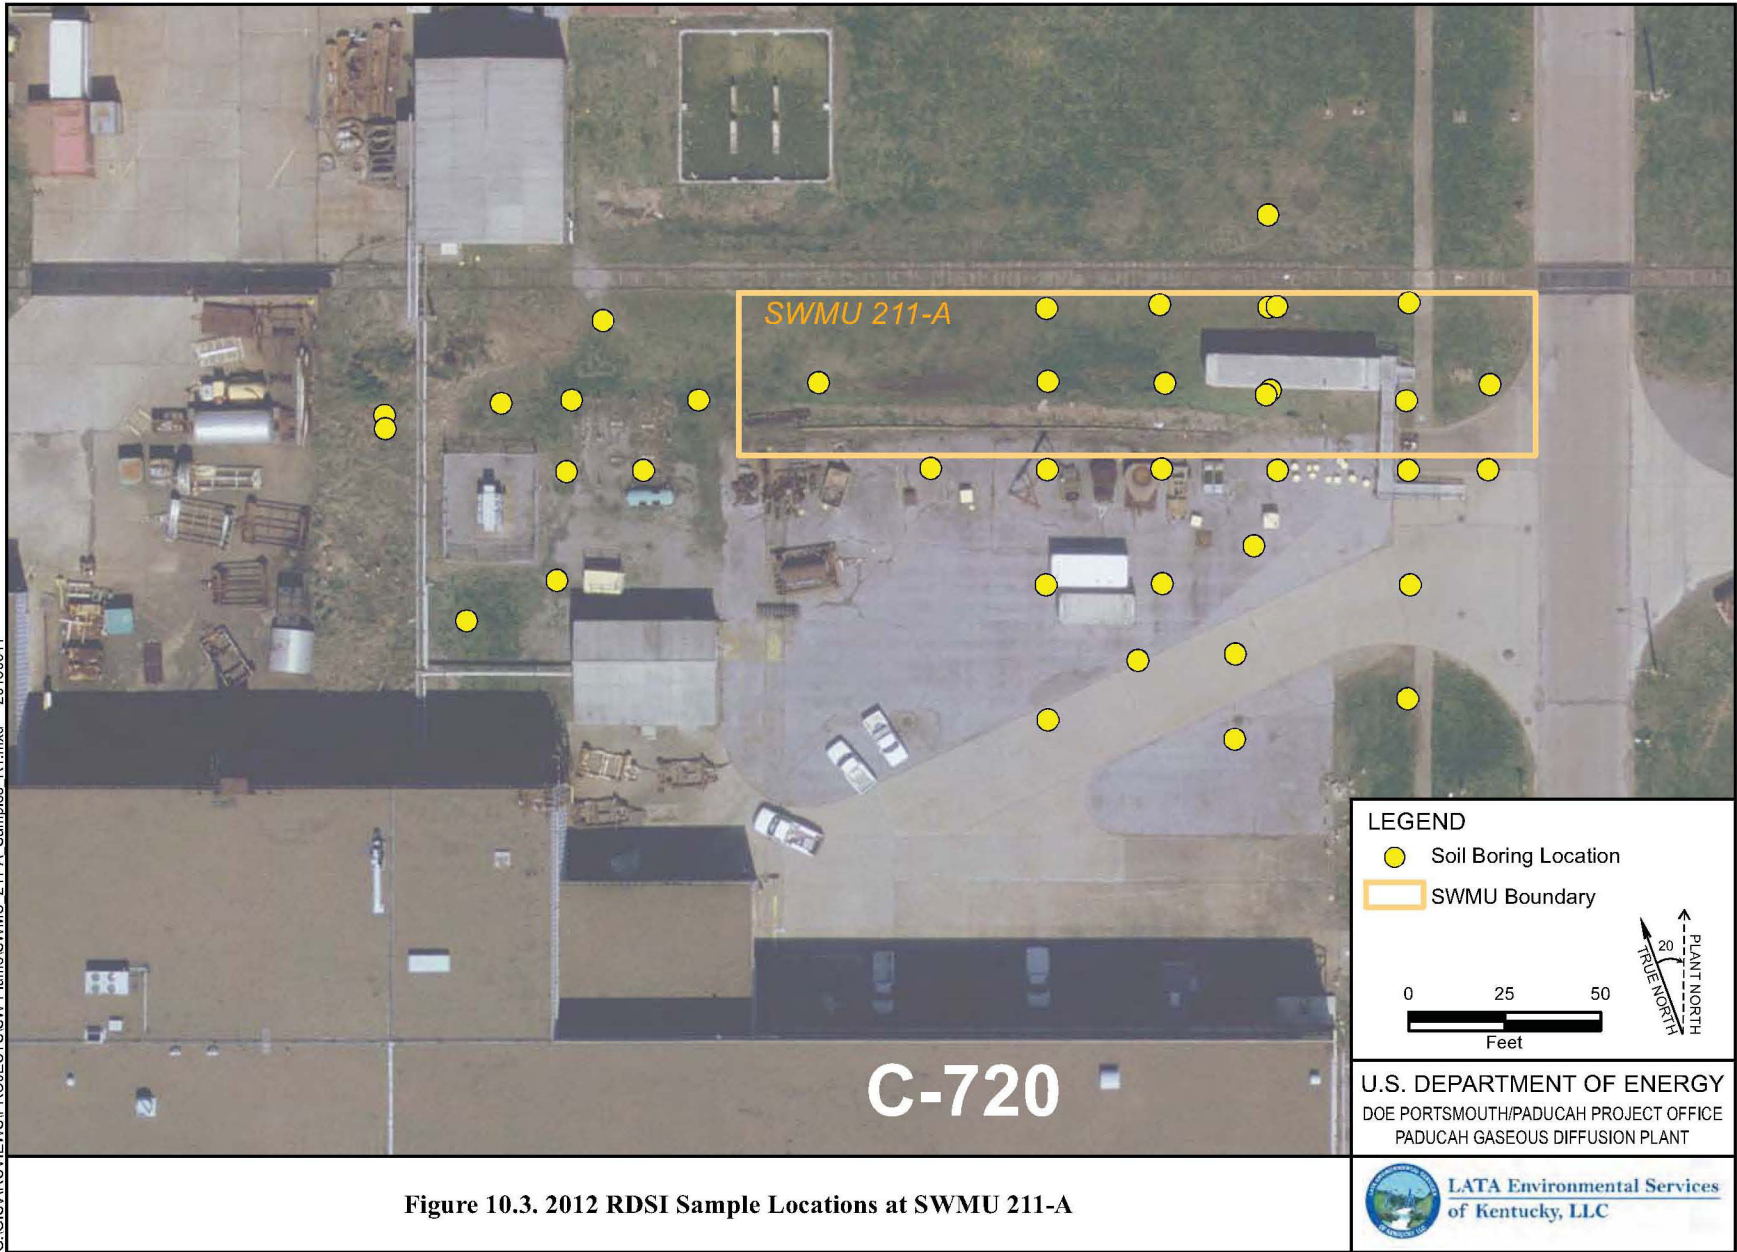 SWMU 211-A
C-720
LEGEND
Soil Boring Location
SWMU Boundary
0 25 50
Feet
20
TRUE NORTH
PLANT NORTH
U.S. DEPARTMENT OF ENERGY
DOE PORTSMOUTH/PADUCAH PROJECT OFFICE
PADUCAH GASEOUS DIFFUSION PLANT
Figure 10.3. 2012 RDSI Sample Locations at SWMU 211-A
LATA Environmental Services
of Kentucky, LLC